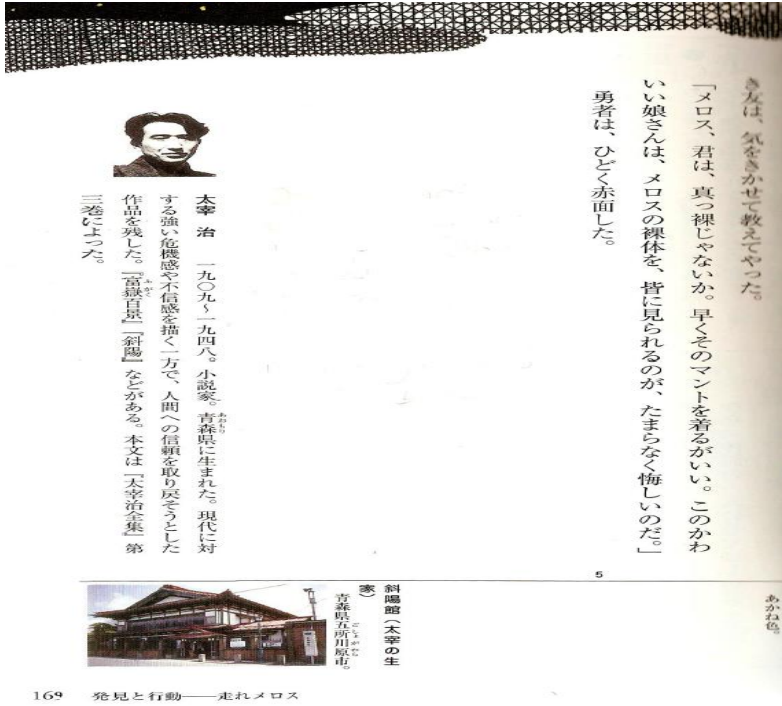 き友は、気をきかせて教えてやった。
「メロス、君は、真っ裸じゃないか。早くそのマントを着るがいい。このかわ
いい娘さんは、メロスの裸体を、皆に見られるのが、たまらなく悔しいのだ。」
勇者は、ひどく赤面した。
5
あかね色。
太宰 治 一九〇九〜一九四八。小説家。青森県に生まれた。現代に対
する強い危機感や不信感を描く一方で、人間への信頼を取り戻そうとした
作品を残した。『富嶽百景』『斜陽』などがある。本文は『太宰治全集』第
三巻によった。
斜陽館(太宰の生
家)
青森県五所川原市。
169 発見と行動――走れメロス